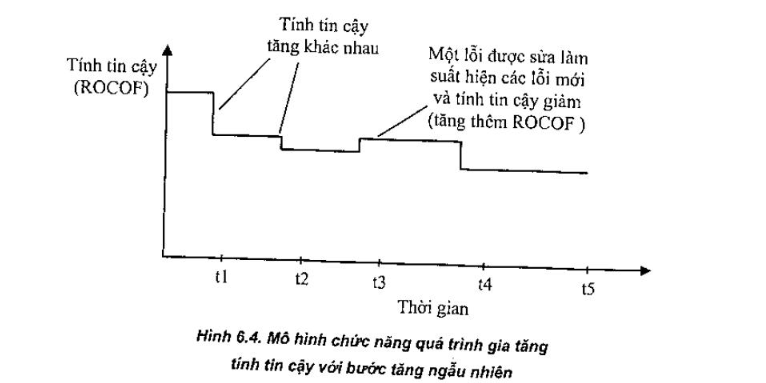 Tính tin cậy
tăng khác nhau
Tính tin cậy
(ROCOF)
Một lỗi được sửa làm
suất hiện các lỗi mới
và tính tin cậy giảm
(tăng thêm ROCOF )
t1
t2
t3
t4
t5
Thời gian
Hình 6.4. Mô hình chức năng quá trình gia tăng
tính tin cậy với bước tăng ngẫu nhiên